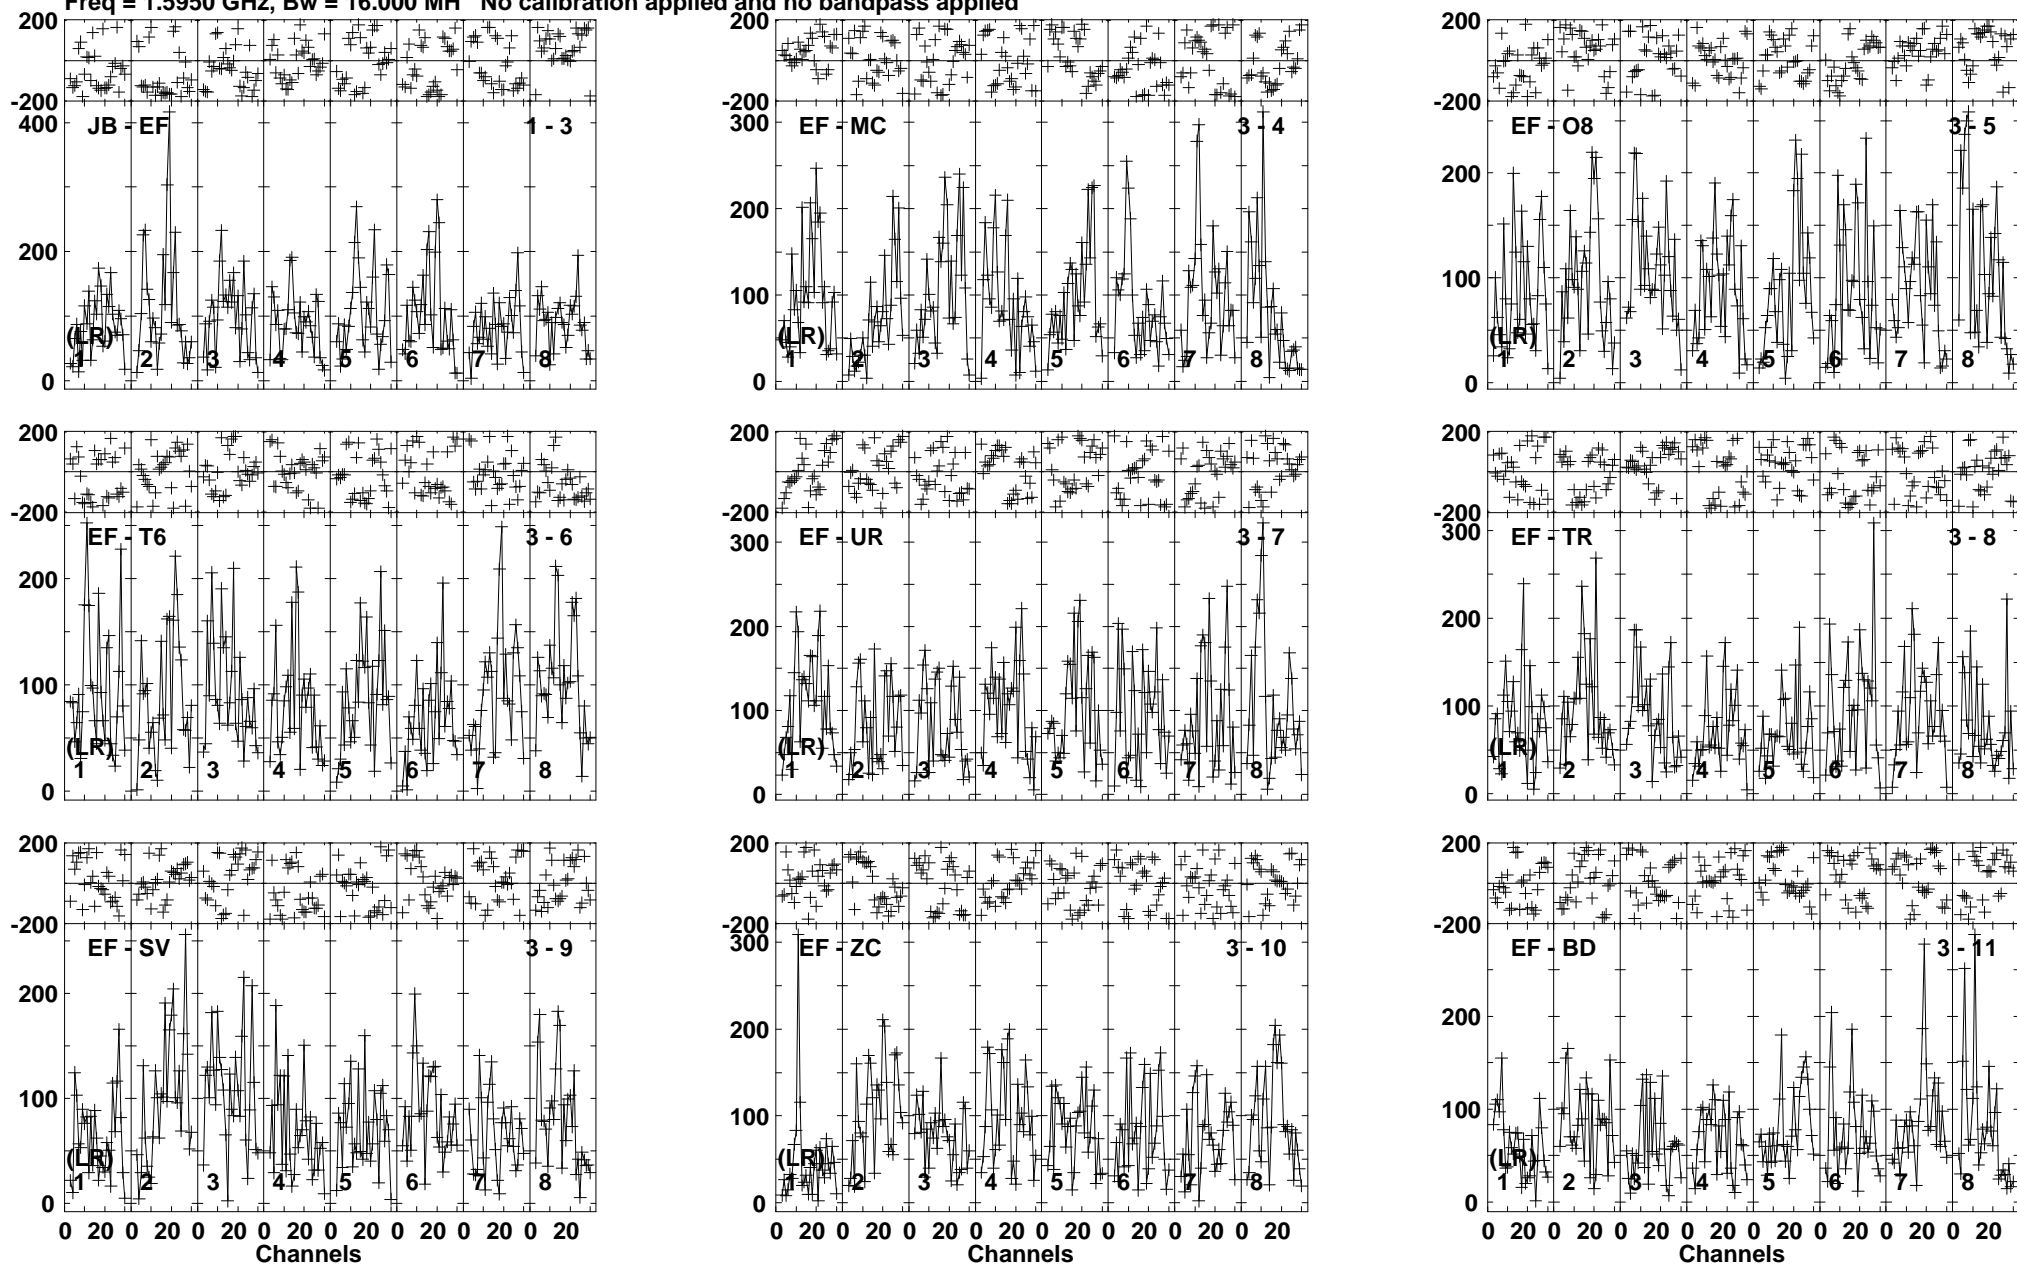 Freq = 1.5950 GHz, Bw = 16.000 MH No calibration applied and no bandpass applied
200 200 200
-200 -200 -200
JB - EF 1 - 3 EF - MC 3 - 4 EF - O8 3 - 5
400 300
200 200
200 100 100
(LR) (LR) (LR)
1 2 3 4 5 6 7 8 1 2 3 4 5 6 7 8 1 2 3 4 5 6 7 8
0 0 0
200 200 200
-200 -200 -200
EF - T6 3 - 6 EF - UR 3 - 7 EF - TR 3 - 8
300 300
200 200 200
100 100 100
(LR) (LR) (LR)
1 2 3 4 5 6 7 8 1 2 3 4 5 6 7 8 1 2 3 4 5 6 7 8
0 0 0
200 200 200
-200 -200 -200
EF - SV 3 - 9 EF - ZC 3 - 10 EF - BD 3 - 11
300
200 200 200
100 100 100
(LR) (LR) (LR)
1 2 3 4 5 6 7 8 1 2 3 4 5 6 7 8 1 2 3 4 5 6 7 8
0 0 0
0 20 0 20 0 20 0 20 0 20 0 20 0 20 0 20 0 20 0 20 0 20 0 20 0 20 0 20 0 20 0 20 0 20 0 20 0 20 0 20 0 20 0 20 0 20 0 20
Channels Channels Channels